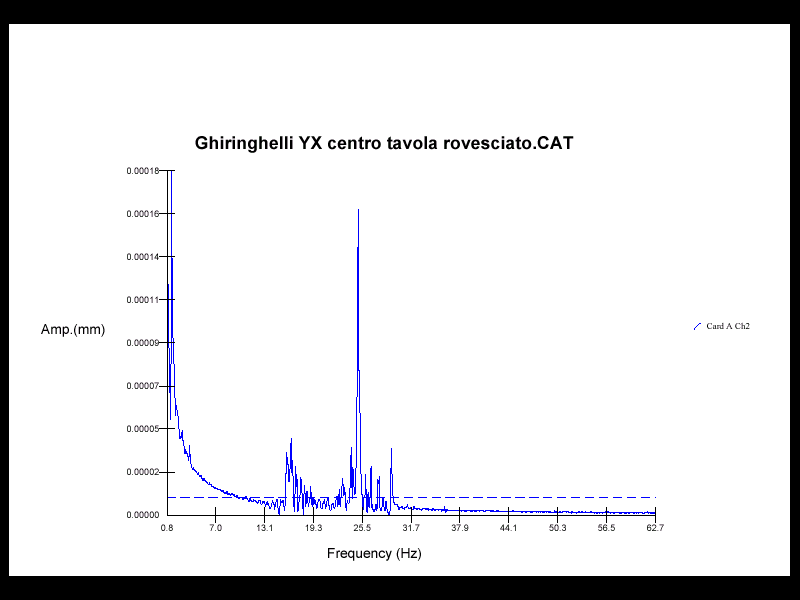 Ghiringhelli YX centro tavola rovesciato.CAT
0.00018
0.00016
0.00014
0.00011
0.00009
0.00007
0.00005
0.00002
0.00000
Amp.(mm)
Card A Ch2
0.8 7.0 13.1 19.3 25.5 31.7 37.9 44.1 50.3 56.5 62.7
Frequency (Hz)